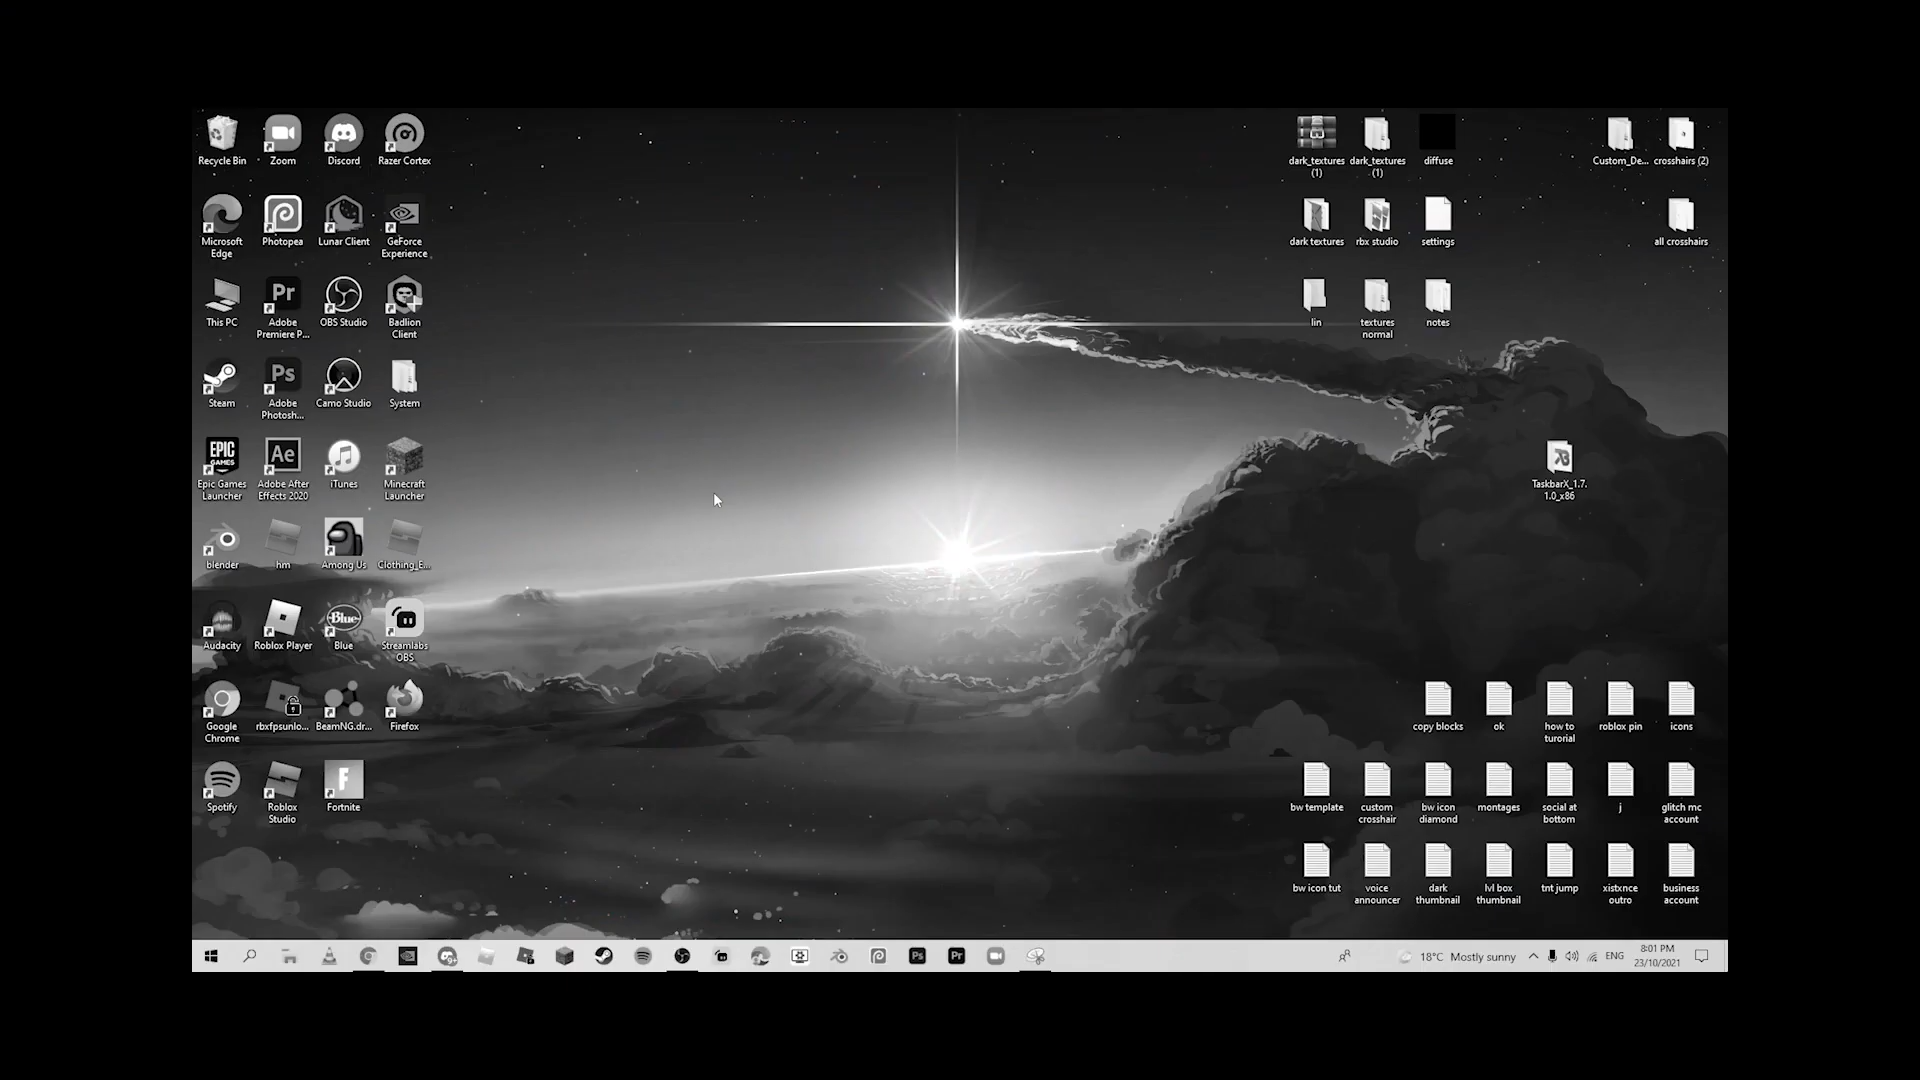 Recycle Bin
Zoom
Discord
Razer Cortex
Microsoft
Edge
Photopea
Lunar Client
GeForce
Experience
This PC
Pr
Adobe
Premiere P...
OBS Studio
Badlion
Client
Steam
Ps
Adobe
Photosh...
Camo Studio
System
EPIC
GAMES
Epic Games
Launcher
Ae
Adobe After
Effects 2020
iTunes
Minecraft
Launcher
blender
hm
Among Us
Clothing_E...
Audacity
Roblox Player
Blue
Blue
Streamlabs
OBS
Google
Chrome
rbxfpsunlo...
BeamNG.dr...
Firefox
Spotify
Roblox
Studio
F
Fortnite
dark_textures
(1)
dark_textures
(1)
diffuse
Custom_De...
crosshairs (2)
dark textures
rbx studio
settings
all crosshairs
lin
textures
normal
notes
TaskbarX_1.7.
1.0_x86
copy blocks
ok
how to
turorial
roblox pin
icons
bw template
custom
crosshair
bw icon
diamond
montages
social at
bottom
j
glitch mc
account
bw icon tut
voice
announcer
dark
thumbnail
lvl box
thumbnail
tnt jump
xistxnce
outro
business
account
Ps
Pr
18°C Mostly sunny
ENG
8:01 PM
23/10/2021